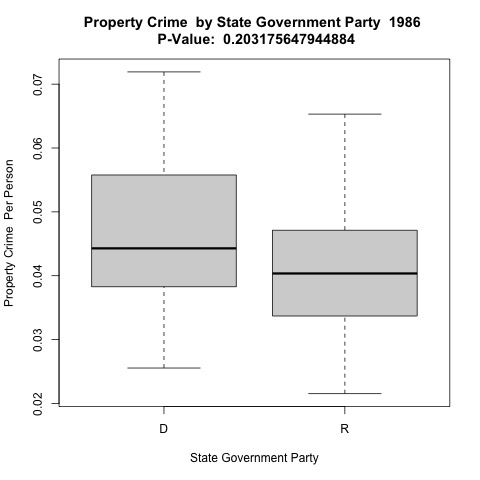 Property Crime by State Government Party 1986
P-Value: 0.203175647944884
Property Crime Per Person
0.07
0.06
0.05
0.04
0.03
0.02
D R
State Government Party